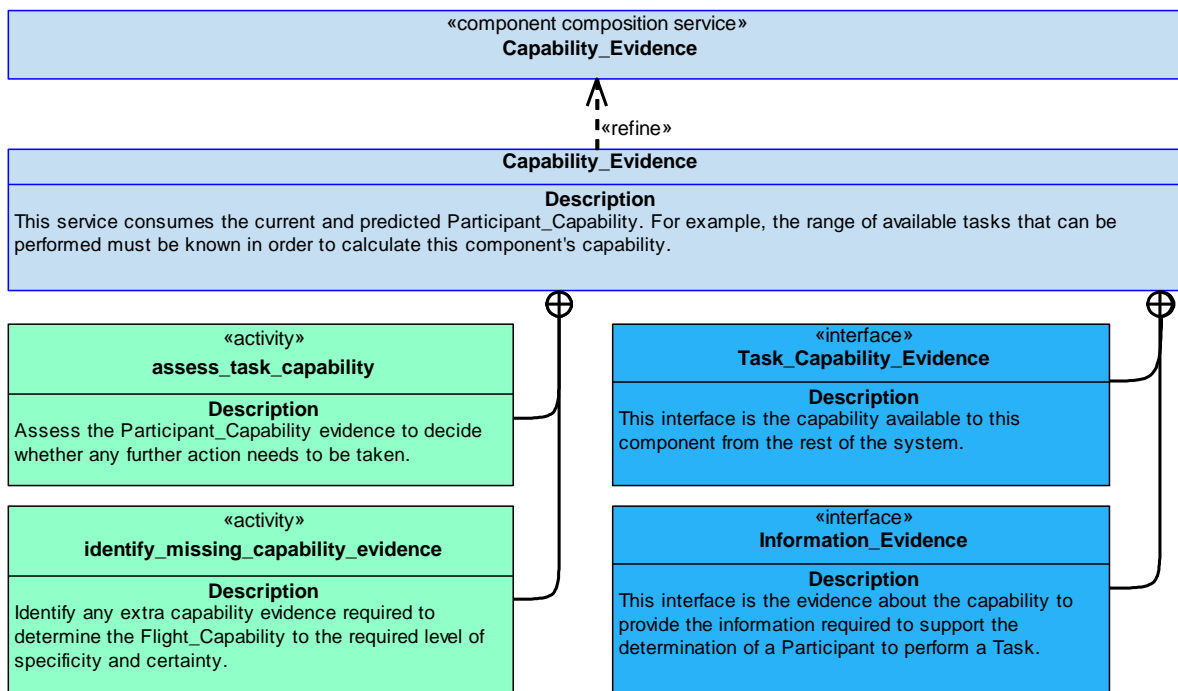 «component composition service»
Capability_Evidence
«refine»
Capability_Evidence
Description
This service consumes the current and predicted Participant_Capability. For example, the range of available tasks that can be
performed must be known in order to calculate this component's capability.
«activity»
assess_task_capability
Description
Assess the Participant_Capability evidence to decide
whether any further action needs to be taken.
«interface»
Task_Capability_Evidence
Description
This interface is the capability available to this
component from the rest of the system.
«activity»
identify_missing_capability_evidence
Description
Identify any extra capability evidence required to
determine the Flight_Capability to the required level of
specificity and certainty.
«interface»
Information_Evidence
Description
This interface is the evidence about the capability to
provide the information required to support the
determination of a Participant to perform a Task.